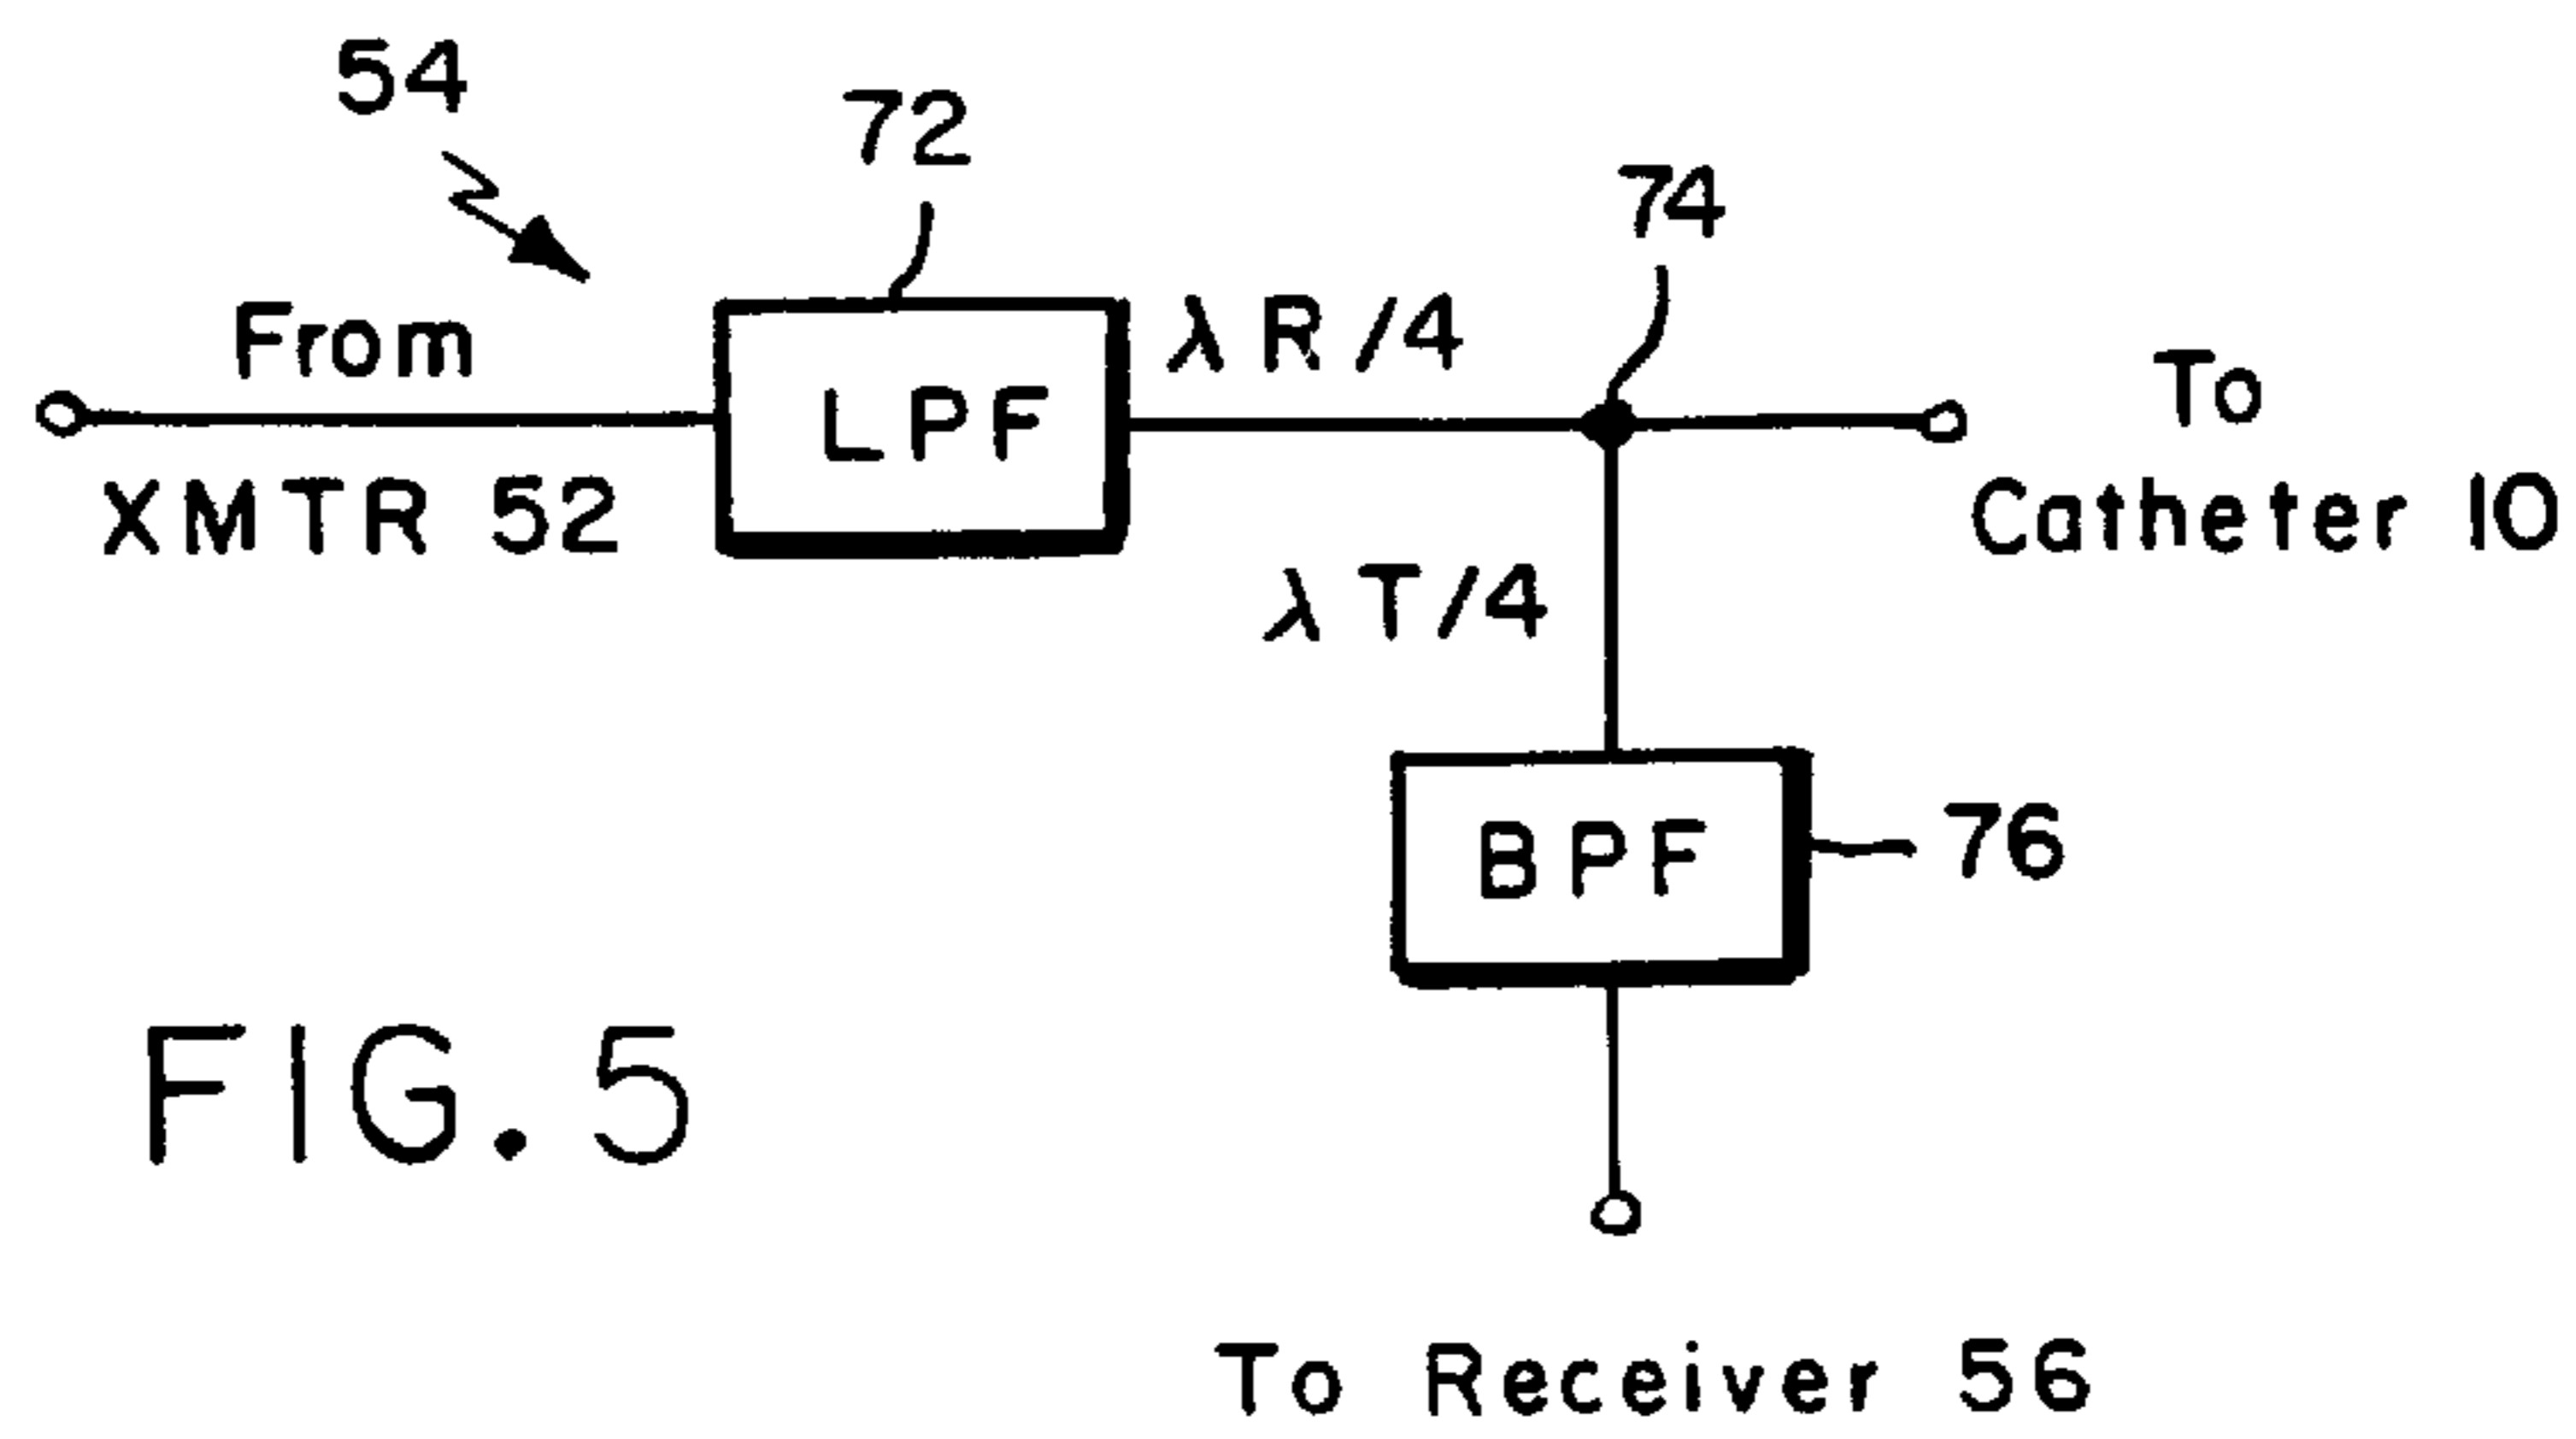 54
72
74
From
XMTR 52
LPF
λR/4
To
Catheter 10
λT/4
BPF
76
FIG. 5
To Receiver 56